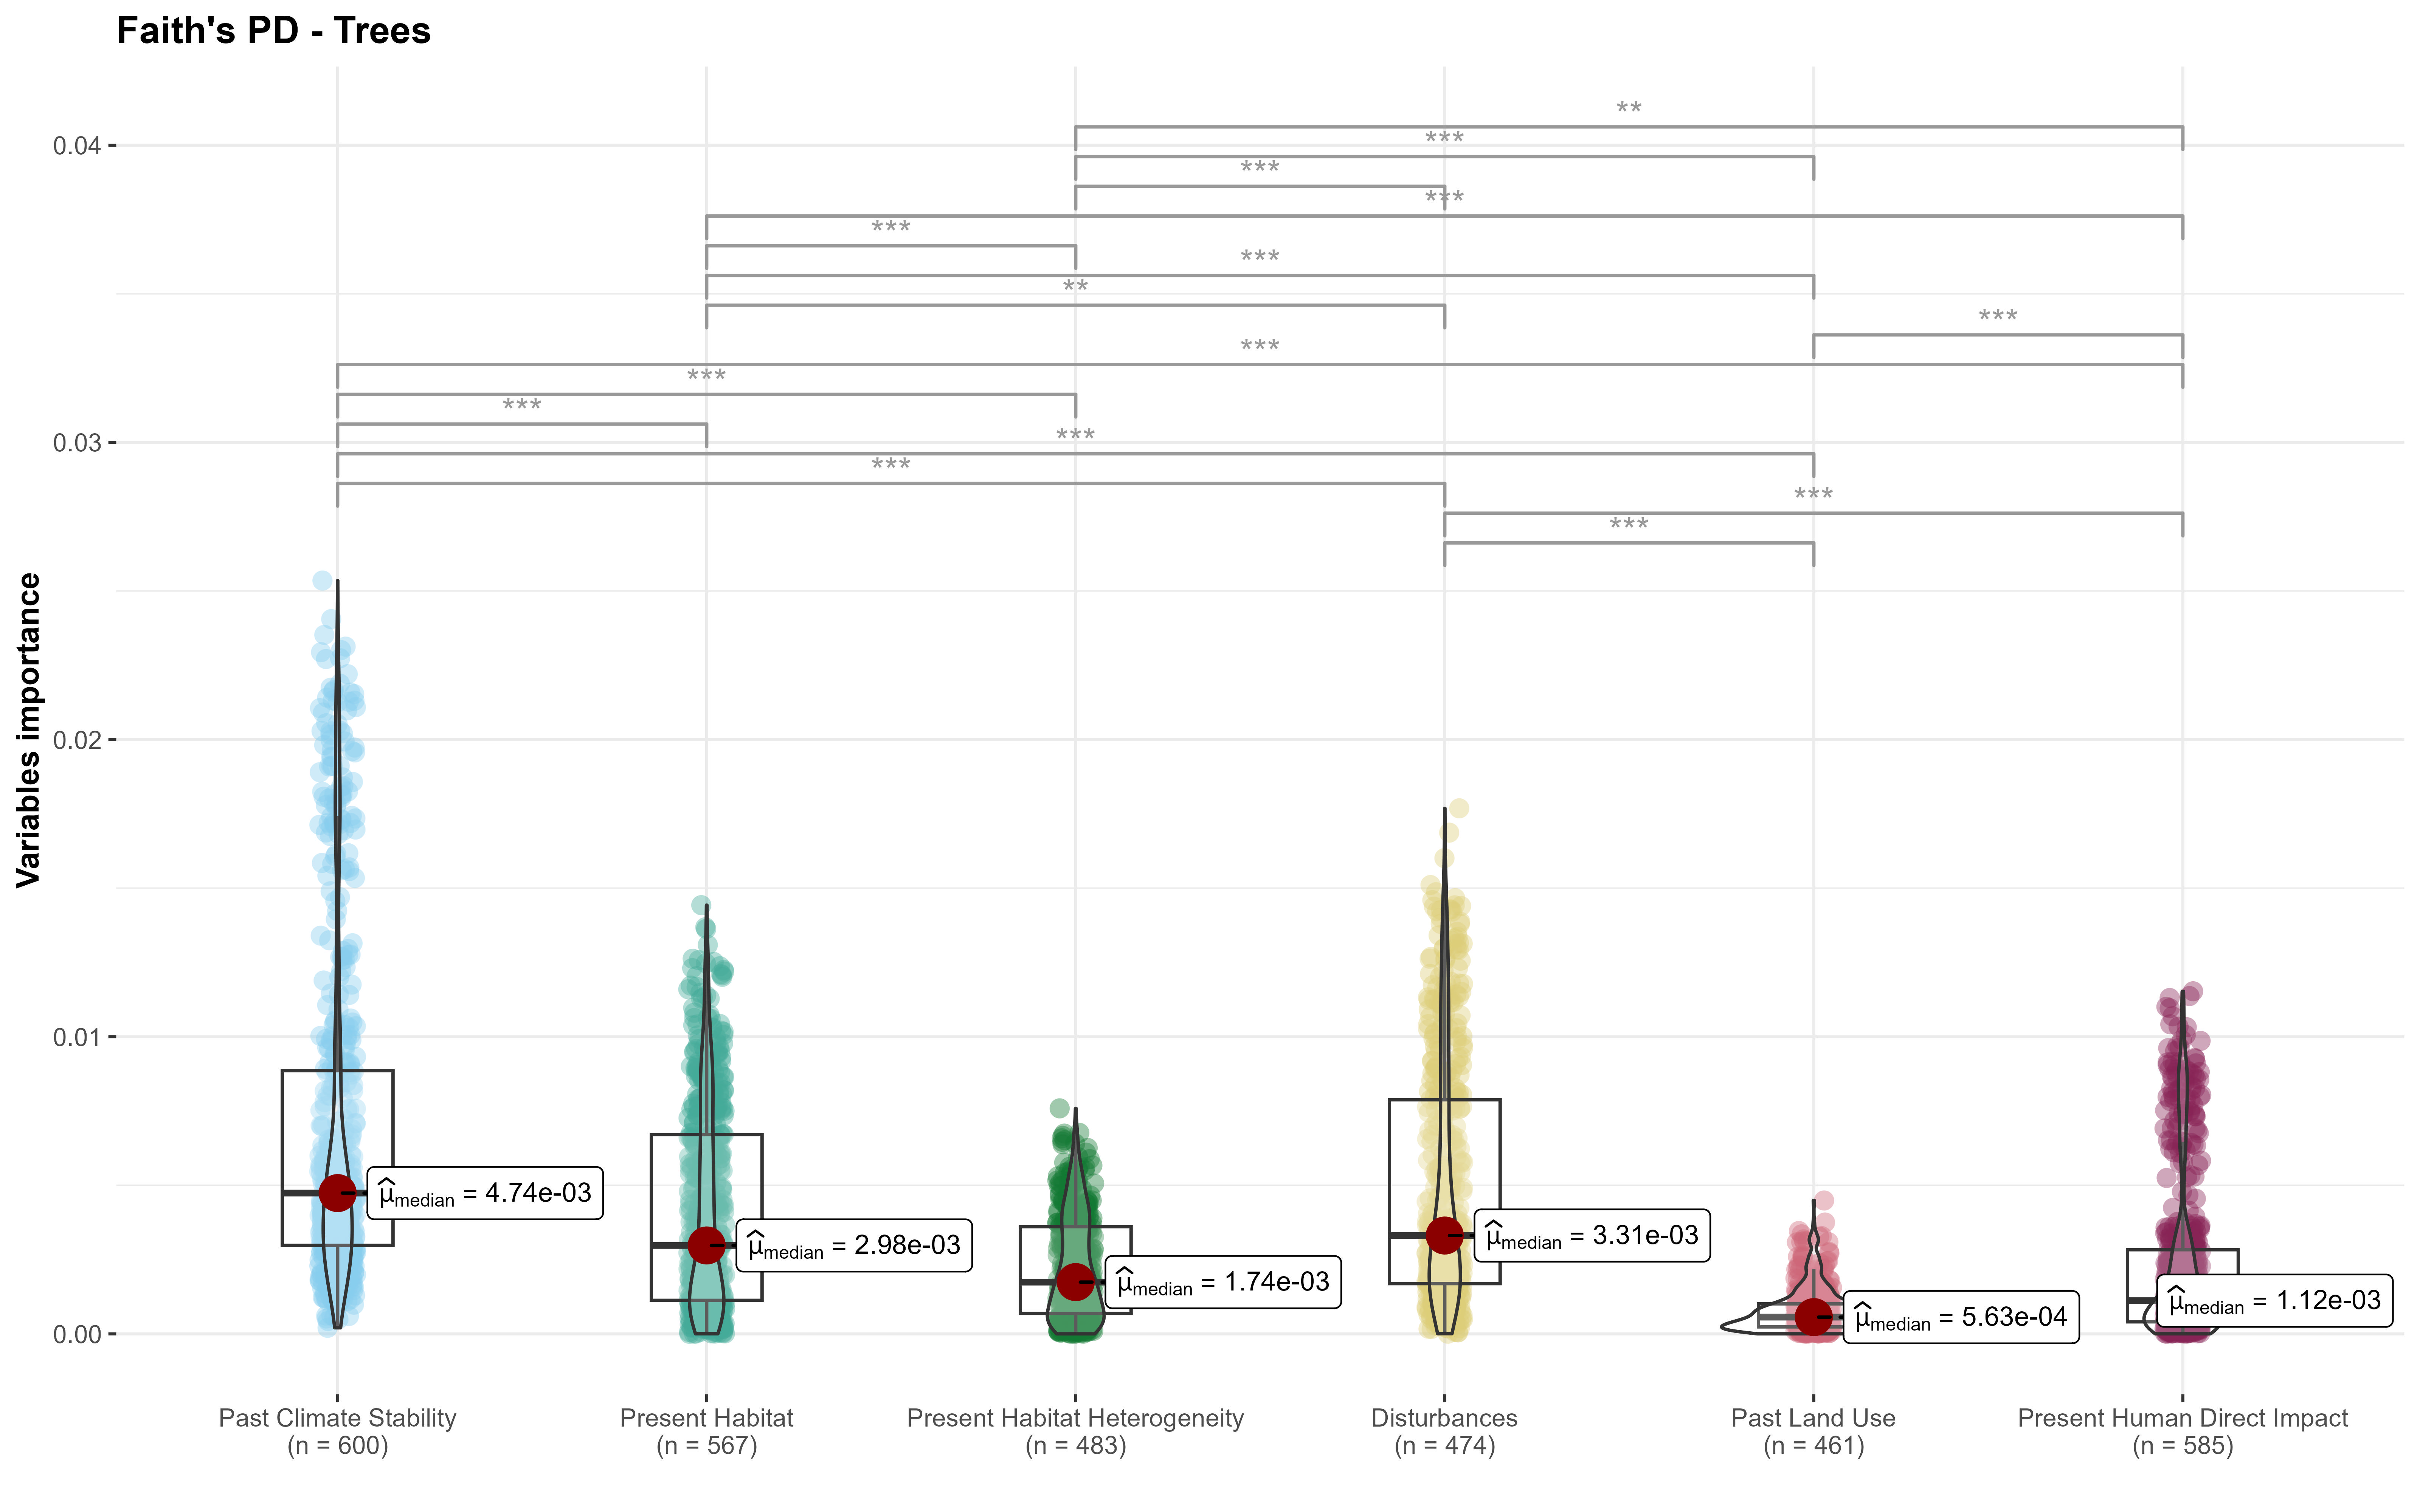 Faith's PD - Trees
**
***
0.04
***
***
***
***
**
***
***
***
***
0.03
***
***
***
***
Variables importance
0.02
0.01
μ̂median = 4.74e-03
μ̂median = 2.98e-03
μ̂median = 3.31e-03
μ̂median = 1.74e-03
μ̂median = 1.12e-03
μ̂median = 5.63e-04
0.00
Past Climate Stability
(n = 600)
Present Habitat
(n = 567)
Present Habitat Heterogeneity
(n = 483)
Disturbances
(n = 474)
Past Land Use
(n = 461)
Present Human Direct Impact
(n = 585)